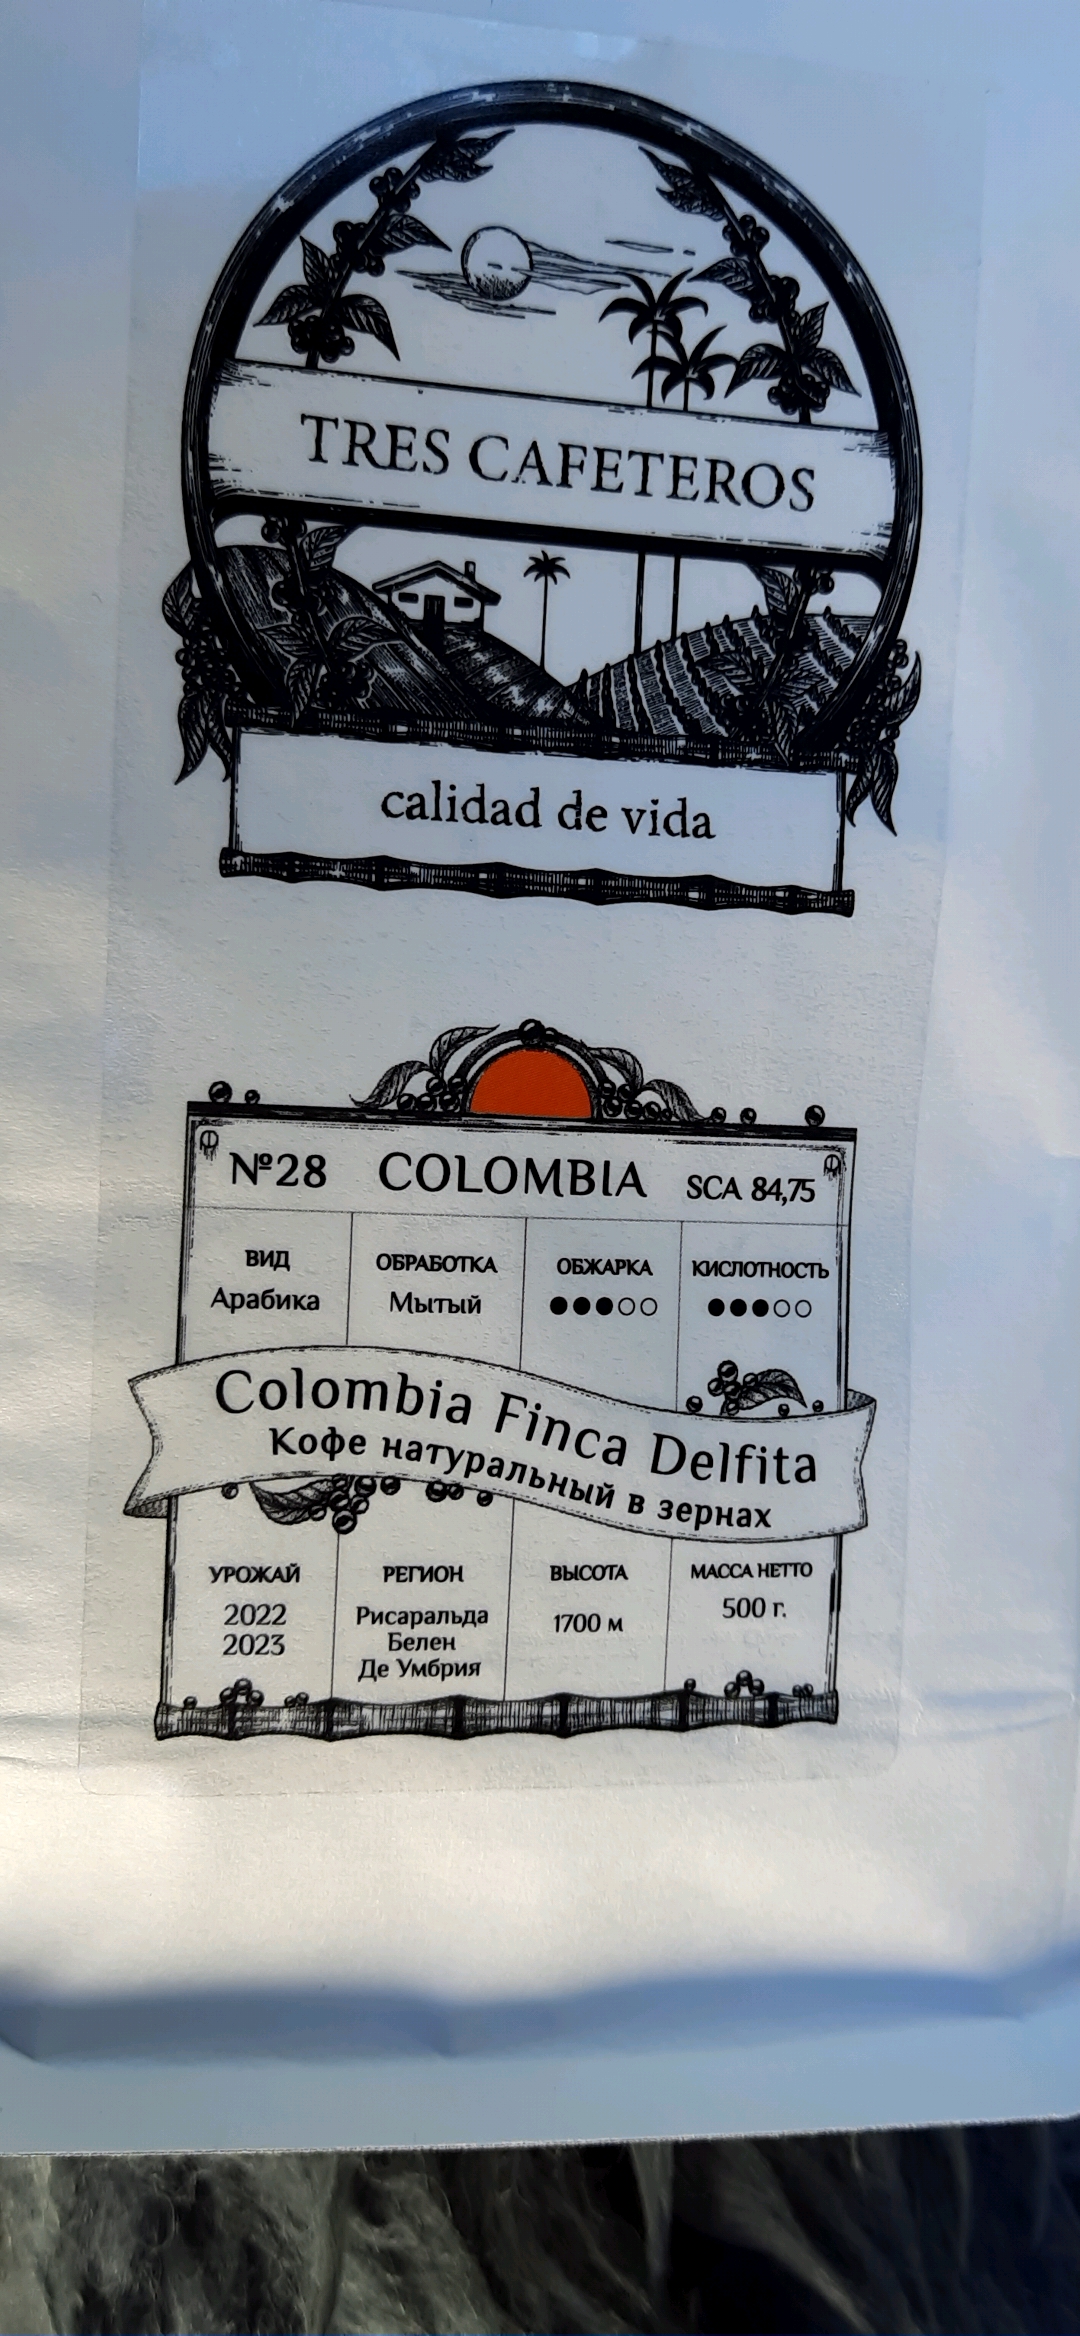 TRES CAFETEROS
calidad de vida
№28 COLOMBIA SCA 84,75
ВИД ОБРАБОТКА ОБЖАРКА КИСЛОТНОСТЬ
Арабика Мытый ●●●○○ ●●●○○
Colombia Finca Delfita
Кофе натуральный в зернах
УРОЖАЙ
2022
2023
РЕГИОН
Рисаральда
Белен
Де Умбрия
ВЫСОТА
1700 м
МАССА НЕТТО
500 г.